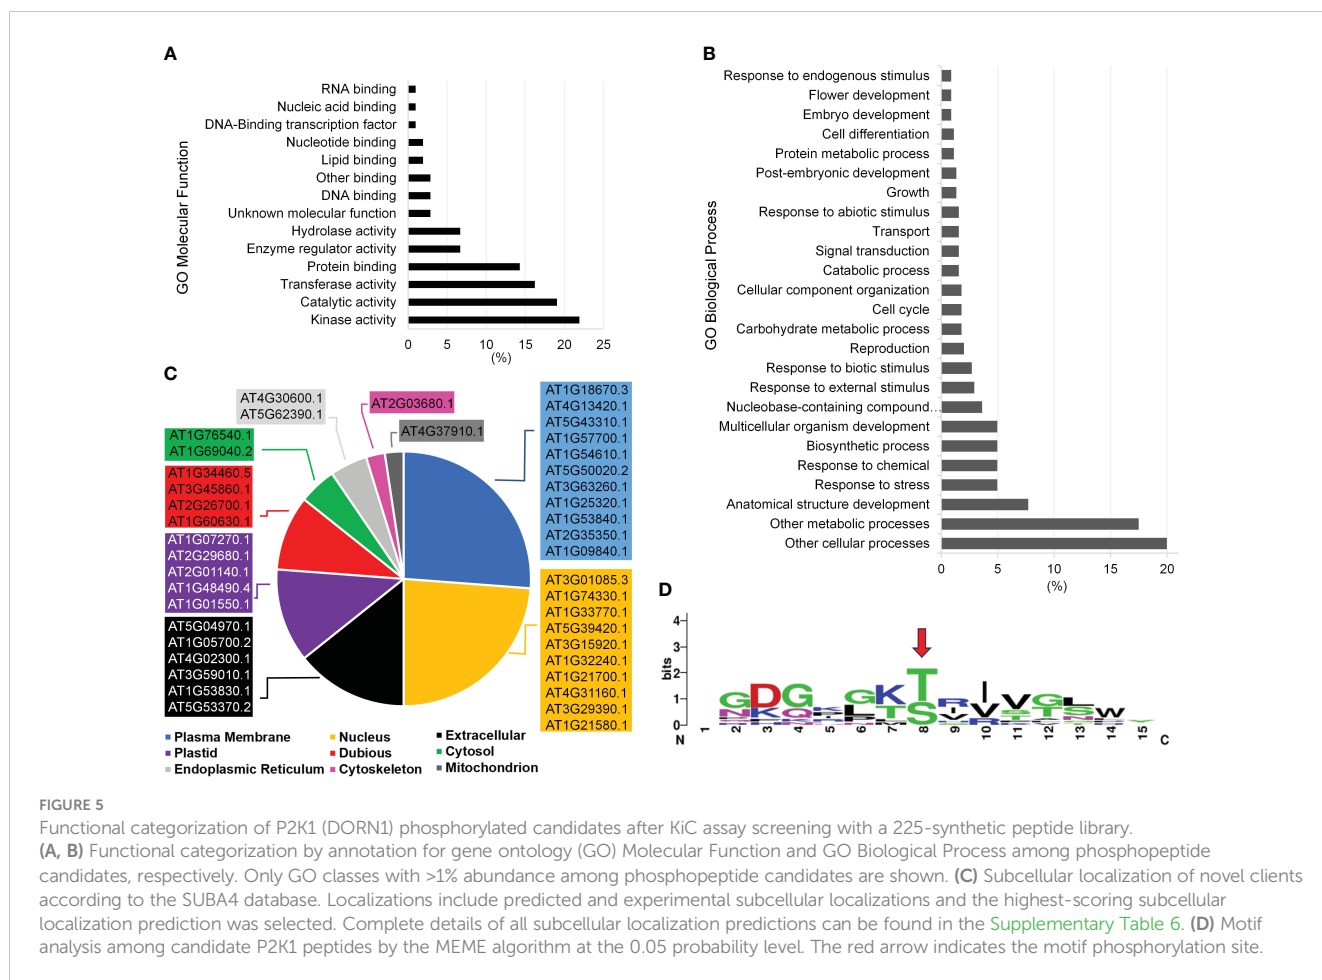 A
GO Molecular Function
RNA binding
Nucleic acid binding
DNA-Binding transcription factor
Nucleotide binding
Lipid binding
Other binding
DNA binding
Unknown molecular function
Hydrolase activity
Enzyme regulator activity
Protein binding
Transferase activity
Catalytic activity
Kinase activity
0 5 10 15 20 25
(%)
B
GO Biological Process
Response to endogenous stimulus
Flower development
Embryo development
Cell differentiation
Protein metabolic process
Post-embryonic development
Growth
Response to abiotic stimulus
Transport
Signal transduction
Catabolic process
Cellular component organization
Cell cycle
Carbohydrate metabolic process
Reproduction
Response to biotic stimulus
Response to external stimulus
Nucleobase-containing compound...
Multicellular organism development
Biosynthetic process
Response to chemical
Response to stress
Anatomical structure development
Other metabolic processes
Other cellular processes
0 5 10 15 20
(%)
C
AT4G30600.1
AT5G62390.1
AT2G03680.1
AT4G37910.1
AT1G76540.1
AT1G69040.2
AT1G34460.5
AT3G45860.1
AT2G26700.1
AT1G60630.1
AT1G07270.1
AT2G29680.1
AT2G01140.1
AT1G48490.4
AT1G01550.1
AT5G04970.1
AT1G05700.2
AT4G02300.1
AT3G59010.1
AT1G53830.1
AT5G53370.2
AT1G18670.3
AT4G13420.1
AT5G43310.1
AT1G57700.1
AT1G54610.1
AT5G50020.2
AT3G63260.1
AT1G25320.1
AT1G53840.1
AT2G35350.1
AT1G09840.1
AT3G01085.3
AT1G74330.1
AT1G33770.1
AT5G39420.1
AT3G15920.1
AT1G32240.1
AT1G21700.1
AT4G31160.1
AT3G29390.1
AT1G21580.1
Plasma Membrane Nucleus Extracellular
Plastid Dubious Cytosol
Endoplasmic Reticulum Cytoskeleton Mitochondrion
D
bits
4
3
2
1
0
G D G G K T R I V G L
N K Q L T S V T S W
N 1 2 3 4 5 6 7 8 9 10 11 12 13 14 15 C
FIGURE 5
Functional categorization of P2K1 (DORN1) phosphorylated candidates after KiC assay screening with a 225-synthetic peptide library.
(A, B) Functional categorization by annotation for gene ontology (GO) Molecular Function and GO Biological Process among phosphopeptide
candidates, respectively. Only GO classes with >1% abundance among phosphopeptide candidates are shown. (C) Subcellular localization of novel clients
according to the SUBA4 database. Localizations include predicted and experimental subcellular localizations and the highest-scoring subcellular
localization prediction was selected. Complete details of all subcellular localization predictions can be found in the Supplementary Table 6. (D) Motif
analysis among candidate P2K1 peptides by the MEME algorithm at the 0.05 probability level. The red arrow indicates the motif phosphorylation site.